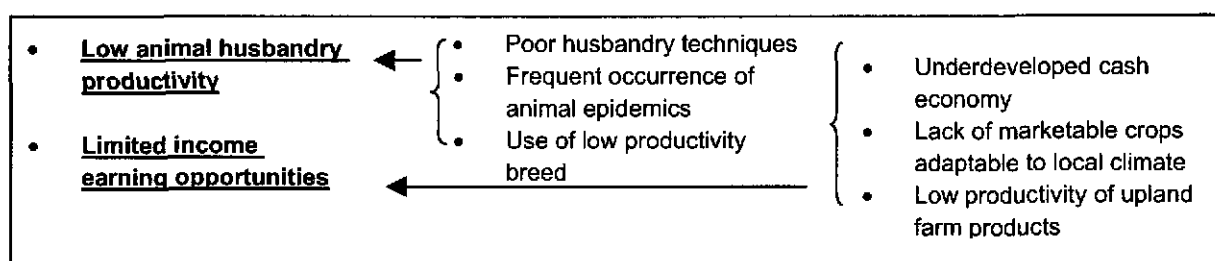 • Low animal husbandry
productivity
• Limited income
earning opportunities
• Poor husbandry techniques
• Frequent occurrence of
animal epidemics
• Use of low productivity
breed
• Underdeveloped cash
economy
• Lack of marketable crops
adaptable to local climate
• Low productivity of upland
farm products